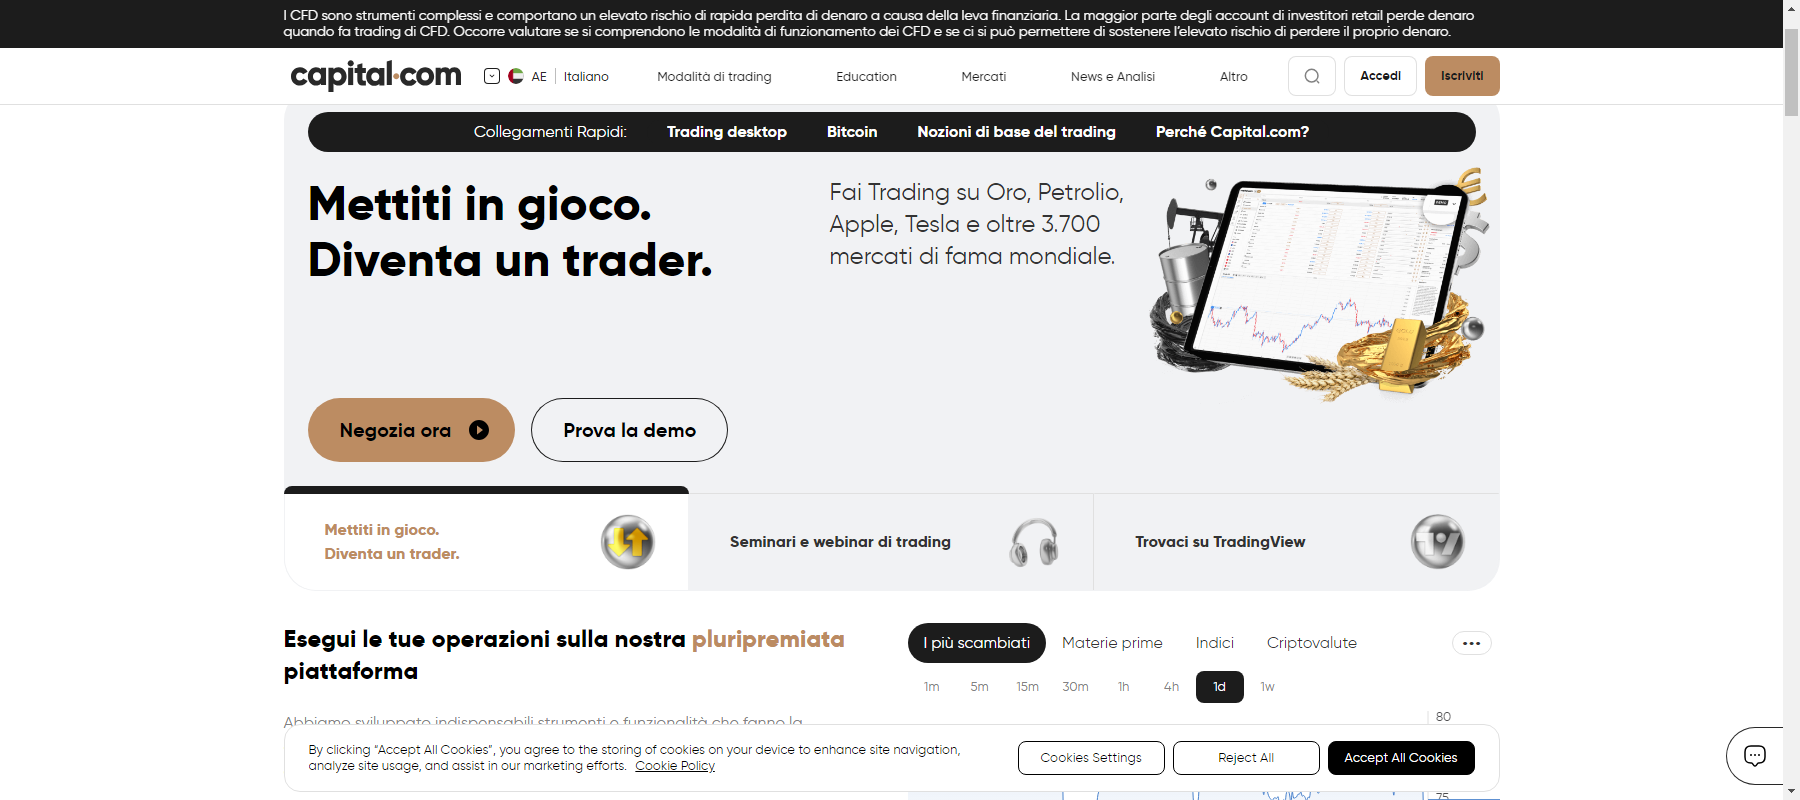 I CFD sono strumenti complessi e comportano un elevato rischio di rapida perdita di denaro a causa della leva finanziaria. La maggior parte degli account di investitori retail perde denaro
quando fa trading di CFD. Occorre valutare se si comprendono le modalità di funzionamento dei CFD e se ci si può permettere di sostenere l'elevato rischio di perdere il proprio denaro.
capital.com AE Italiano Modalità di trading Education Mercati News e Analisi Altro Accedi Iscriviti
Collegamenti Rapidi: Trading desktop Bitcoin Nozioni di base del trading Perché Capital.com?
Mettiti in gioco.
Diventa un trader.
Fai Trading su Oro, Petrolio,
Apple, Tesla e oltre 3.700
mercati di fama mondiale.
Negozia ora Prova la demo
Mettiti in gioco.
Diventa un trader.
Seminari e webinar di trading
Trovaci su TradingView
Esegui le tue operazioni sulla nostra pluripremiata
piattaforma
Abbiamo sviluppato indispensabili strumenti e funzionalità che fanno la
I più scambiati Materie prime Indici Criptovalute
1m 5m 15m 30m 1h 4h 1d 1w
80
75
By clicking “Accept All Cookies”, you agree to the storing of cookies on your device to enhance site navigation,
analyze site usage, and assist in our marketing efforts. Cookie Policy
Cookies Settings Reject All Accept All Cookies